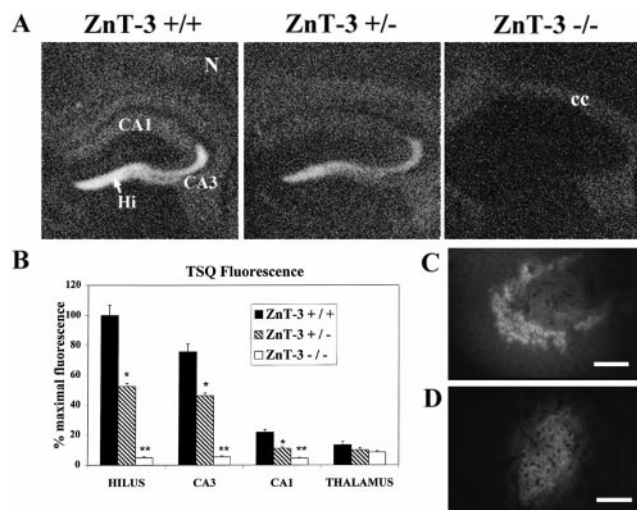 A
ZnT-3 +/+
ZnT-3 +/-
ZnT-3 -/-
N
CA1
CA3
Hi
cc
B
TSQ Fluorescence
% maximal fluorescence
120
100
80
60
40
20
0
ZnT-3 +/+
ZnT-3 +/-
ZnT-3 -/-
*
**
*
**
*
**
HILUS
CA3
CA1
THALAMUS
C
D